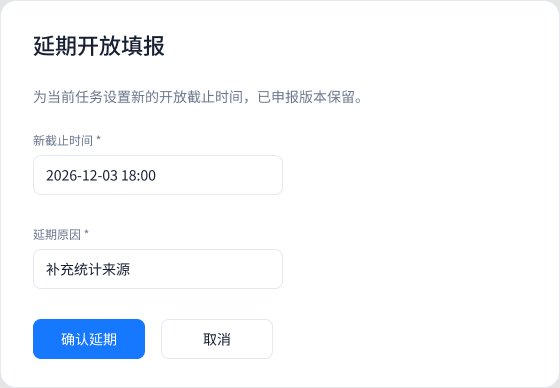 延期开放填报
为当前任务设置新的开放截止时间，已申报版本保留。
新截止时间 *
2026-12-03 18:00
延期原因 *
补充统计来源
确认延期 取消